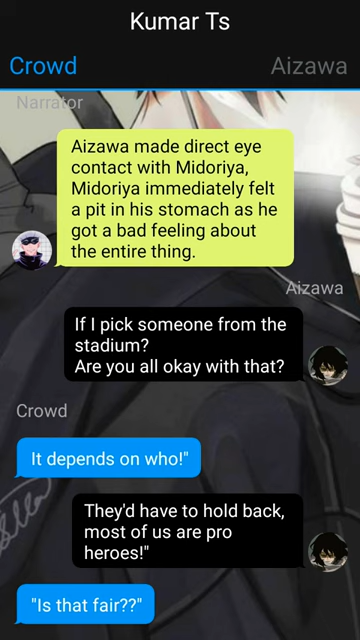 Kumar Ts
Crowd
Aizawa
Narrator
Aizawa made direct eye
contact with Midoriya,
Midoriya immediately felt
a pit in his stomach as he
got a bad feeling about
the entire thing.
Aizawa
If I pick someone from the
stadium?
Are you all okay with that?
Crowd
It depends on who!"
They'd have to hold back,
most of us are pro
heroes!"
"Is that fair??"